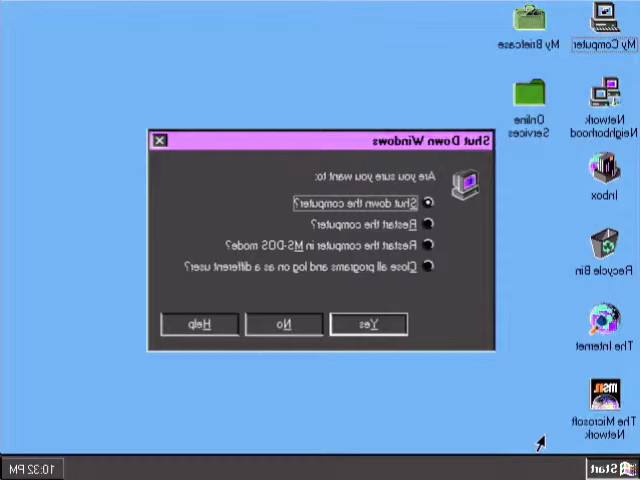 My Computer
My Briefcase
Network
Neighborhood
Online
Services
Inbox
Recycle Bin
The Internet
msn.
The Microsoft
Network
Shut Down Windows
Are you sure you want to:
Shut down the computer?
Restart the computer?
Restart the computer in MS-DOS mode?
Close all programs and log on as a different user?
Yes
No
Help
Start
10:32 PM